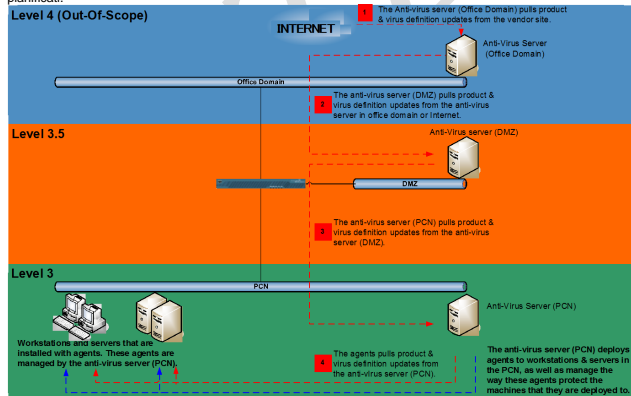 Level 4 (Out-Of-Scope)
INTERNET
1
The Anti-virus server (Office Domain) pulls product
& virus definition updates from the vendor site.
Anti-Virus Server
(Office Domain)
Office Domain
2
The anti-virus server (DMZ) pulls product &
virus definition updates from the anti-virus
server in office domain or Internet.
Level 3.5
Anti-Virus server (DMZ)
DMZ
3
The anti-virus server (PCN) pulls product &
virus definition updates from the anti-virus
server (DMZ).
Level 3
PCN
Anti-Virus Server (PCN)
Workstations and servers that are
installed with agents. These agents are
managed by the anti-virus server (PCN).
4
The agents pulls product &
virus definition updates from
the anti-virus server (PCN).
The anti-virus server (PCN) deploys
agents to workstations & servers in
the PCN, as well as manage the
way these agents protect the
machines that they are deployed to.